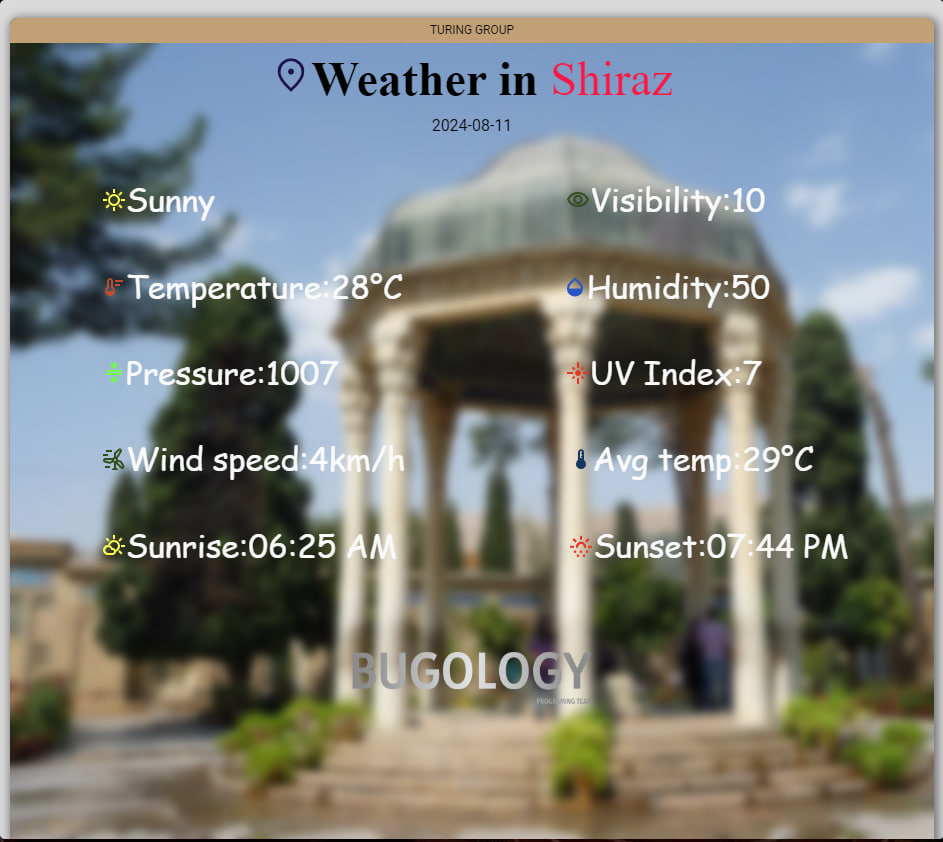 TURING GROUP
Weather in Shiraz
2024-08-11
Sunny
Visibility:10
Temperature:28°C
Humidity:50
Pressure:1007
UV Index:7
Wind speed:4km/h
Avg temp:29°C
Sunrise:06:25 AM
Sunset:07:44 PM
BUGOLOGY
PROGRAMING TEAM